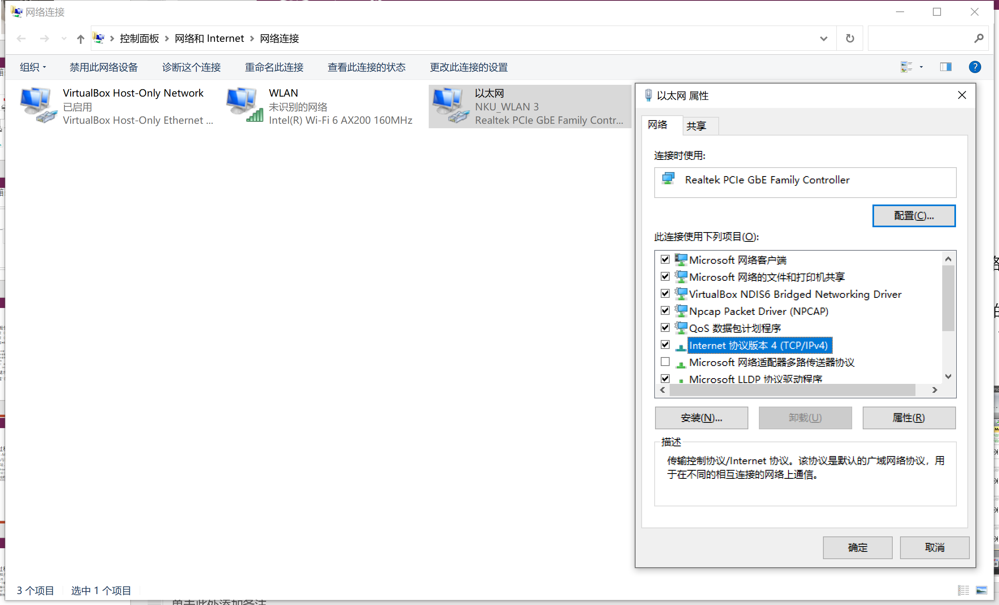 网络连接
控制面板 网络和 Internet 网络连接
组织 禁用此网络设备 诊断这个连接 重命名此连接 查看此连接的状态 更改此连接的设置
VirtualBox Host-Only Network
已启用
VirtualBox Host-Only Ethernet ...
WLAN
未识别的网络
Intel(R) Wi-Fi 6 AX200 160MHz
以太网
NKU_WLAN 3
Realtek PCIe GbE Family Contr...
以太网 属性
网络 共享
连接时使用:
Realtek PCIe GbE Family Controller
配置(C)...
此连接使用下列项目(O):
Microsoft 网络客户端
Microsoft 网络的文件和打印机共享
VirtualBox NDIS6 Bridged Networking Driver
Npcap Packet Driver (NPCAP)
QoS 数据包计划程序
Internet 协议版本 4 (TCP/IPv4)
Microsoft 网络适配器多路传送器协议
Microsoft LLDP 协议驱动程序
安装(N)... 卸载(U) 属性(R)
描述
传输控制协议/Internet 协议。该协议是默认的广域网络协议，用
于在不同的相互连接的网络上通信。
确定 取消
3 个项目 选中 1 个项目
单击此处添加备注